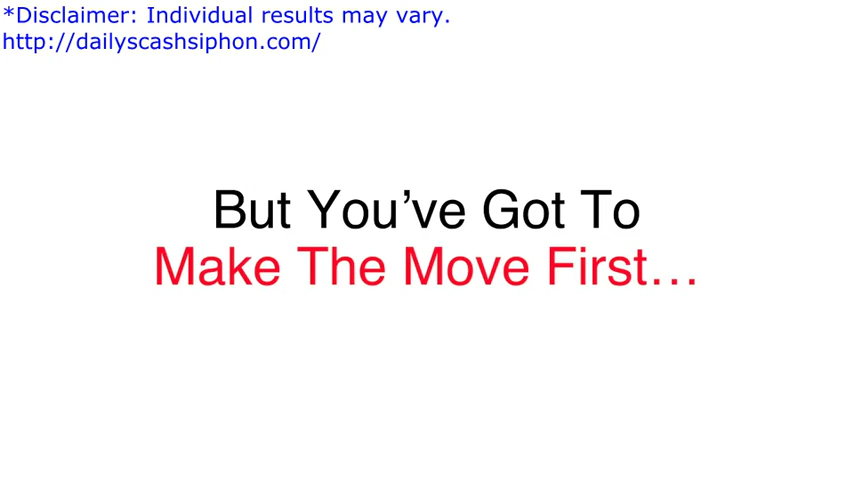 *Disclaimer: Individual results may vary.
http://dailyscashsiphon.com/
But You’ve Got To
Make The Move First…